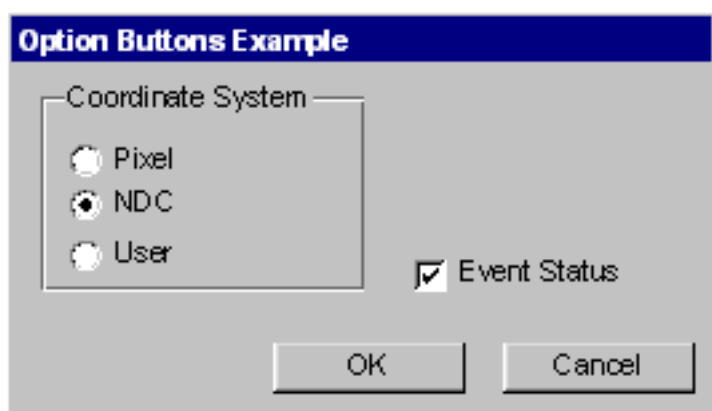 Option Buttons Example
Coordinate System
Pixel
NDC
User
Event Status
OK
Cancel